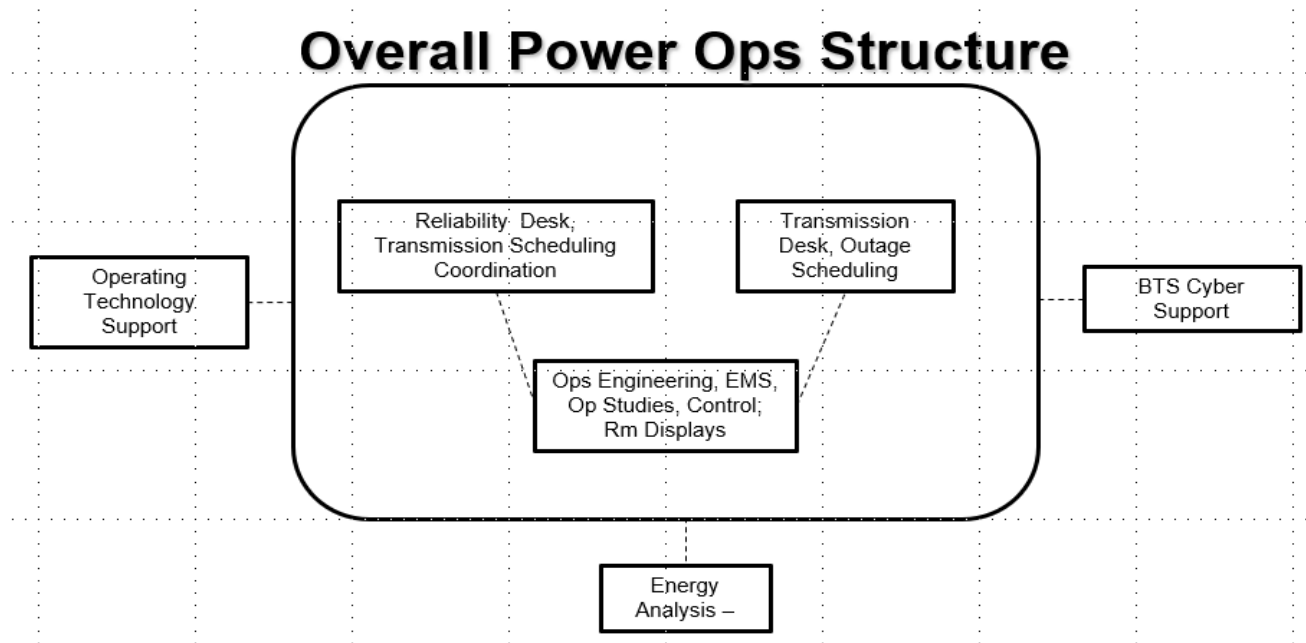 Overall Power Ops Structure
Reliability  Desk,
Transmission Scheduling
Coordination
Transmission
Desk, Outage
Scheduling
Operating
Technology
Support
BTS Cyber
Support
Ops Engineering, EMS,
Op Studies, Control;
Rm Displays
Energy
Analysis –